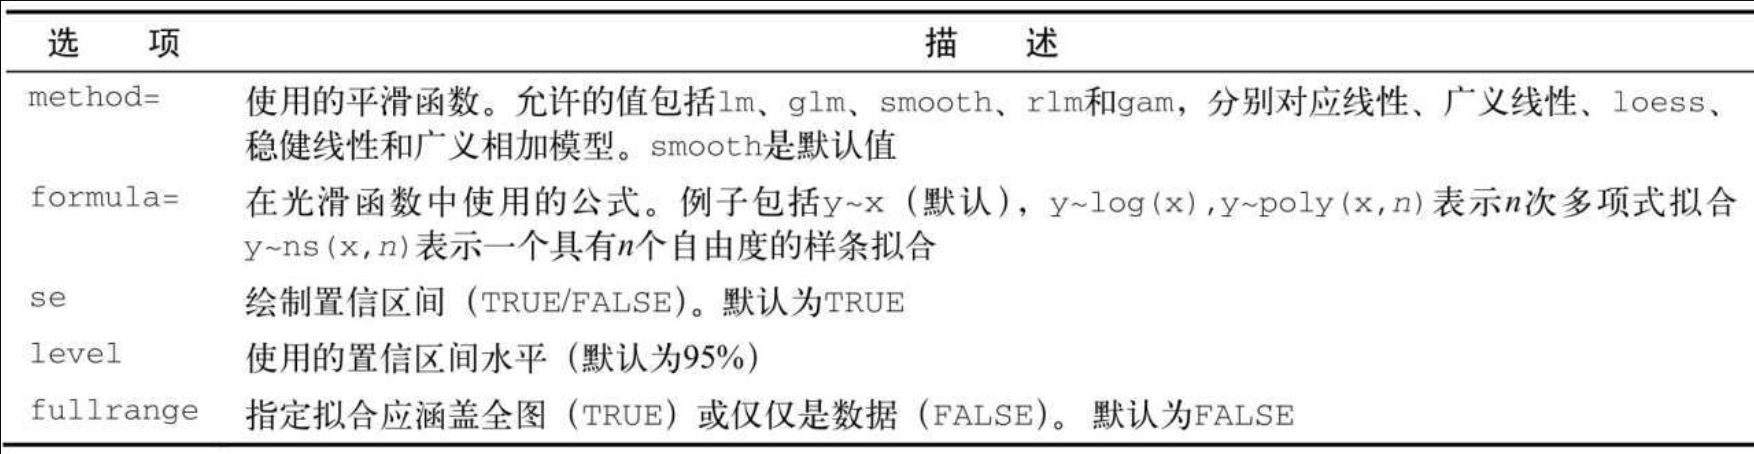 选 项 描 述
method= 使用的平滑函数。允许的值包括lm、glm、smooth、rlm和gam，分别对应线性、广义线性、loess、
稳健线性和广义相加模型。smooth是默认值
formula= 在光滑函数中使用的公式。例子包括y~x（默认），y~log(x),y~poly(x,n)表示n次多项式拟合
y~ns(x,n)表示一个具有n个自由度的样条拟合
se 绘制置信区间（TRUE/FALSE）。默认为TRUE
level 使用的置信区间水平（默认为95%）
fullrange 指定拟合应涵盖全图（TRUE）或仅仅是数据（FALSE）。默认为FALSE